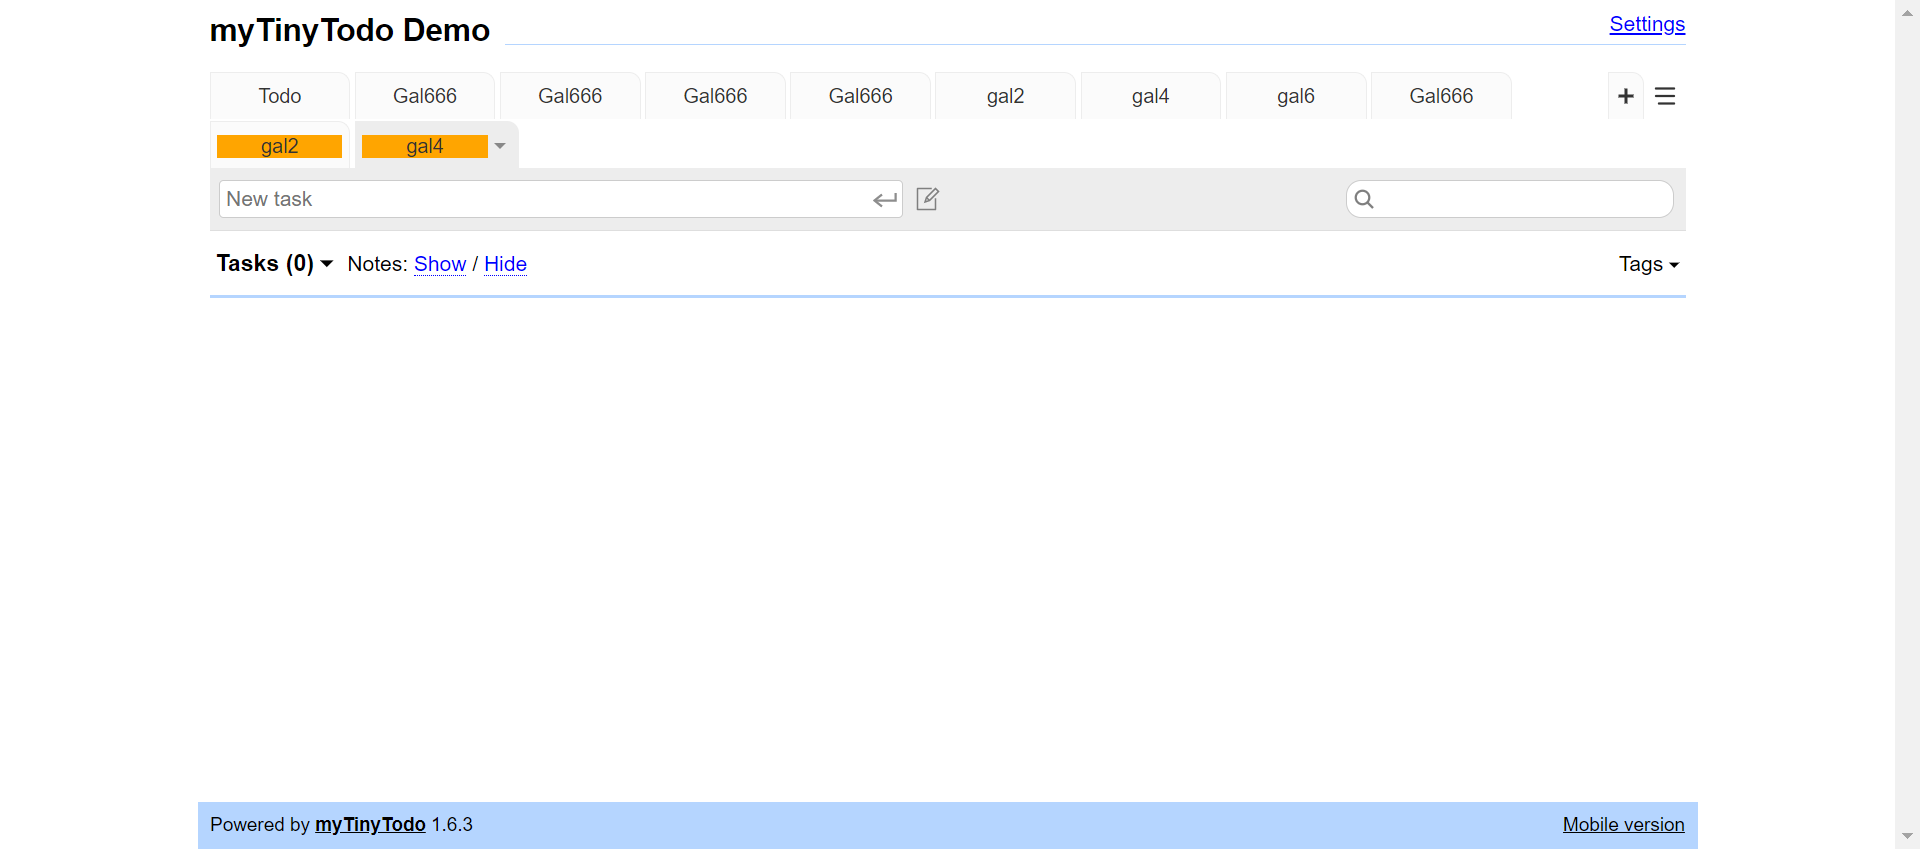 myTinyTodo Demo Settings
Todo Gal666 Gal666 Gal666 Gal666 gal2 gal4 gal6 Gal666 +
gal2 gal4
New task
Tasks (0) Notes: Show / Hide Tags
Powered by myTinyTodo 1.6.3 Mobile version